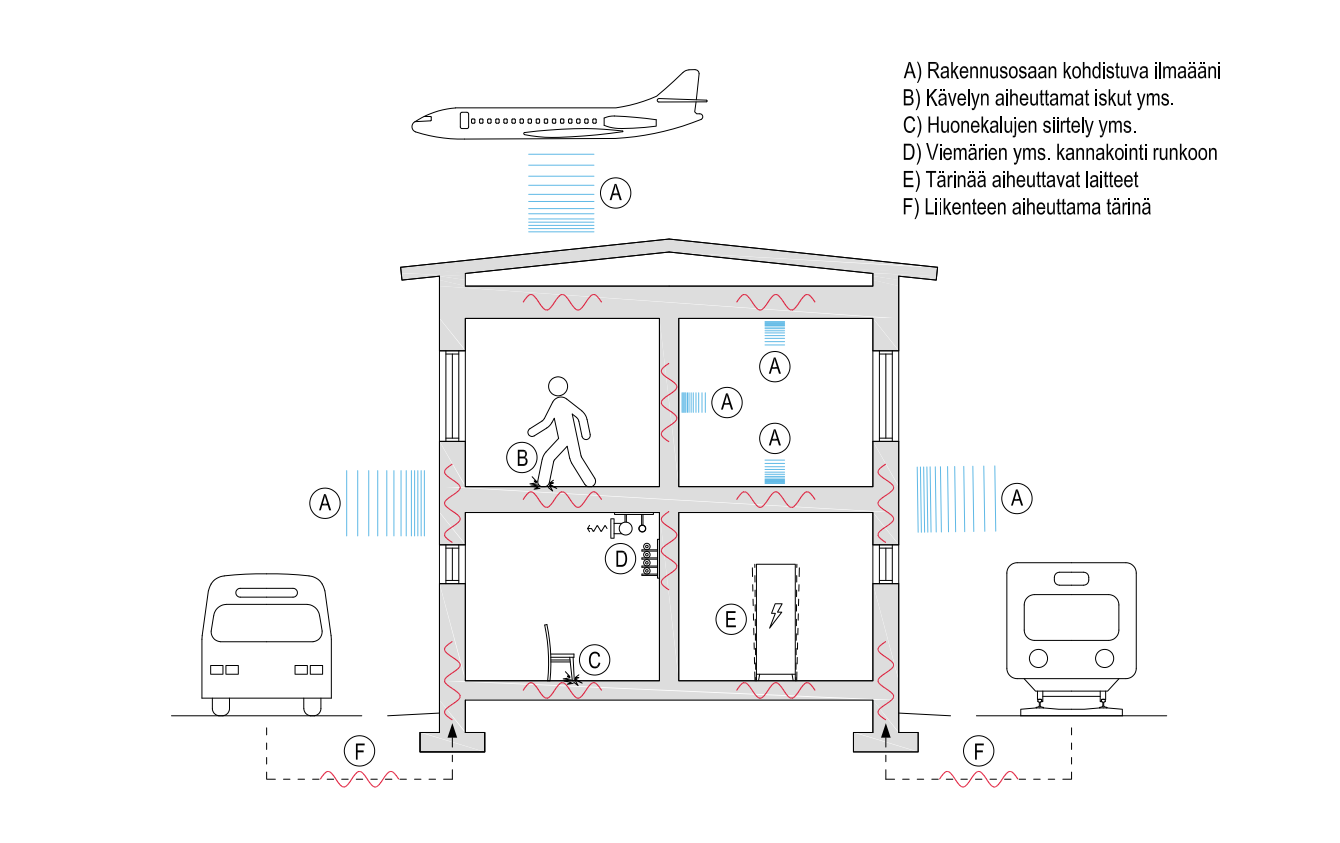 A) Rakennusosaan kohdistuva ilmaääni
B) Kävelyn aiheuttamat iskut yms.
C) Huonekalujen siirtely yms.
D) Viemärien yms. kannakointi runkoon
E) Tärinää aiheuttavat laitteet
F) Liikenteen aiheuttama tärinä
A
A
A
A
B
A
A
D
E
C
F
F